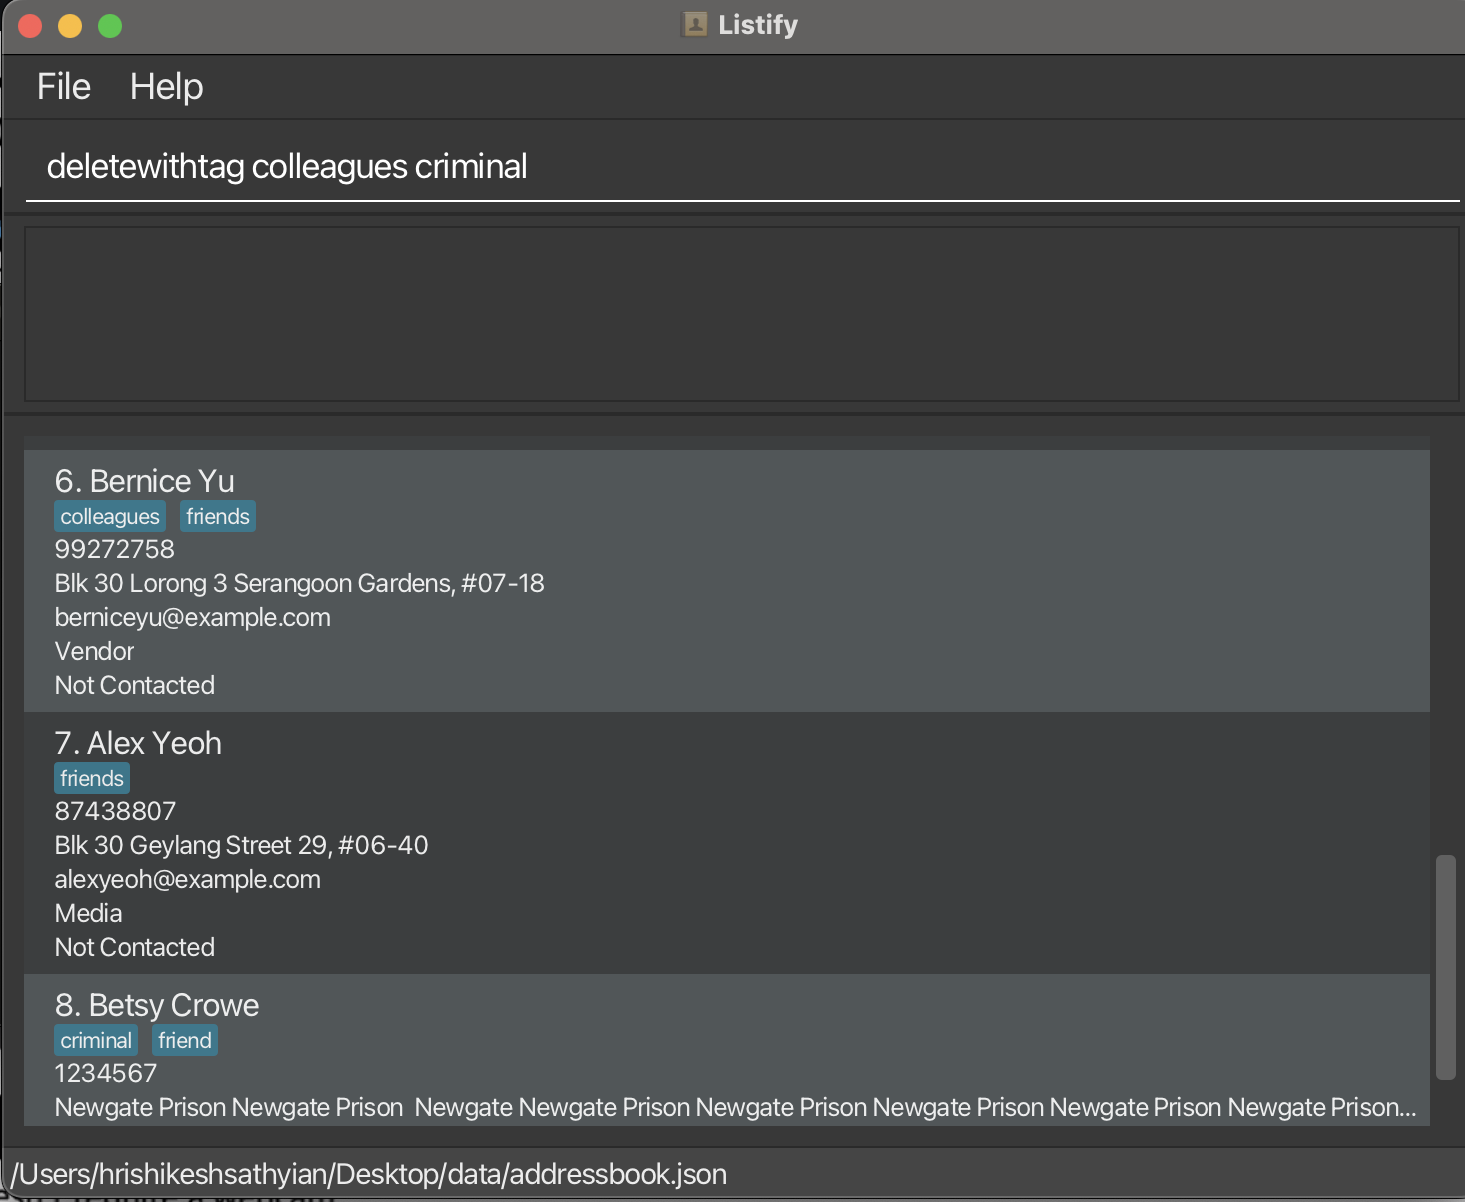 Listify
File Help
deletewithtag colleagues criminal
6. Bernice Yu
colleagues friends
99272758
Blk 30 Lorong 3 Serangoon Gardens, #07-18
berniceyu@example.com
Vendor
Not Contacted
7. Alex Yeoh
friends
87438807
Blk 30 Geylang Street 29, #06-40
alexyeoh@example.com
Media
Not Contacted
8. Betsy Crowe
criminal friend
1234567
Newgate Prison Newgate Prison  Newgate Newgate Prison Newgate Prison Newgate Prison Newgate Prison Newgate Prison...
/Users/hrishikeshsathyian/Desktop/data/addressbook.json